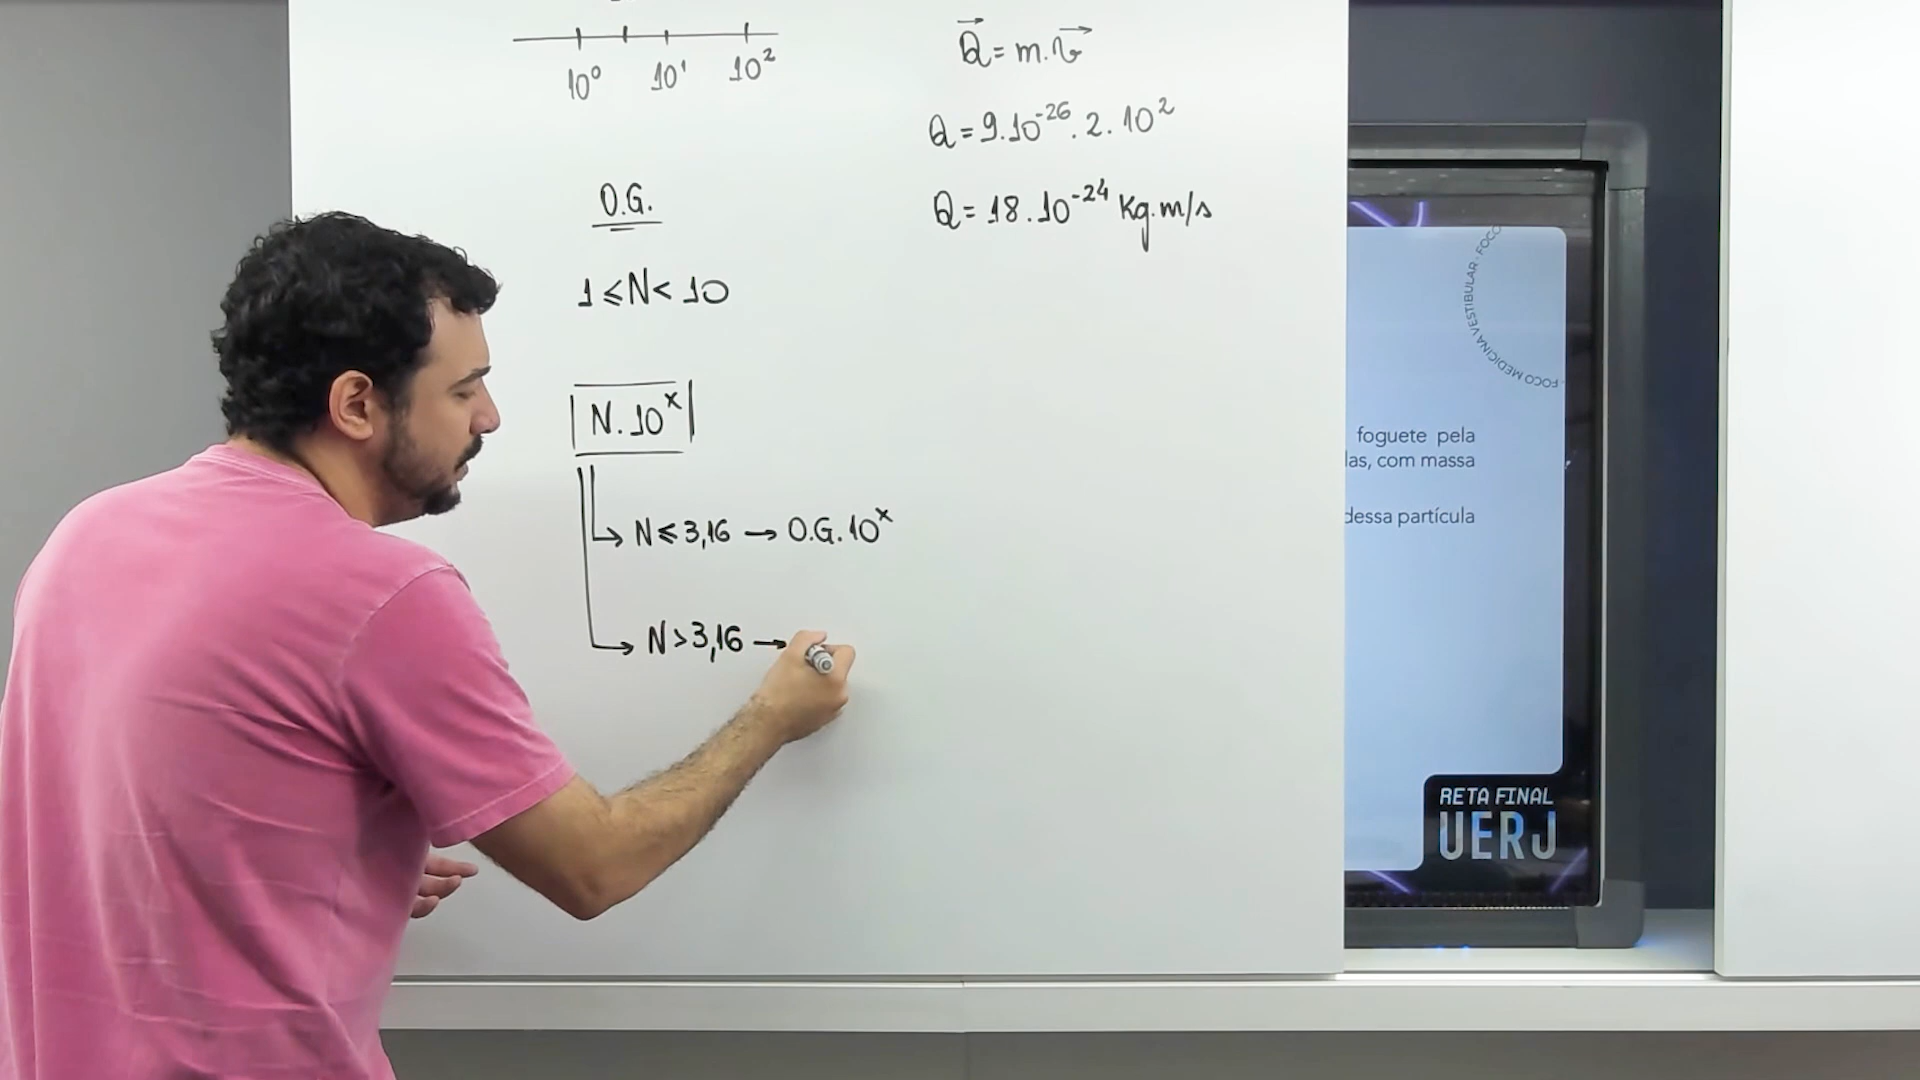 10⁰ 10¹ 10²
O.G.
1 ≤ N < 10
N.10ˣ
N ≤ 3,16 → O.G. 10ˣ
N > 3,16 →
Q = m.v
Q = 9.10⁻²⁶ . 2. 10²
Q = 18.10⁻²⁴ Kg.m/s
FOCO MEDICINA VESTIBULAR · FOCO
foguete pela
las, com massa
dessa partícula
RETA FINAL
UERJ